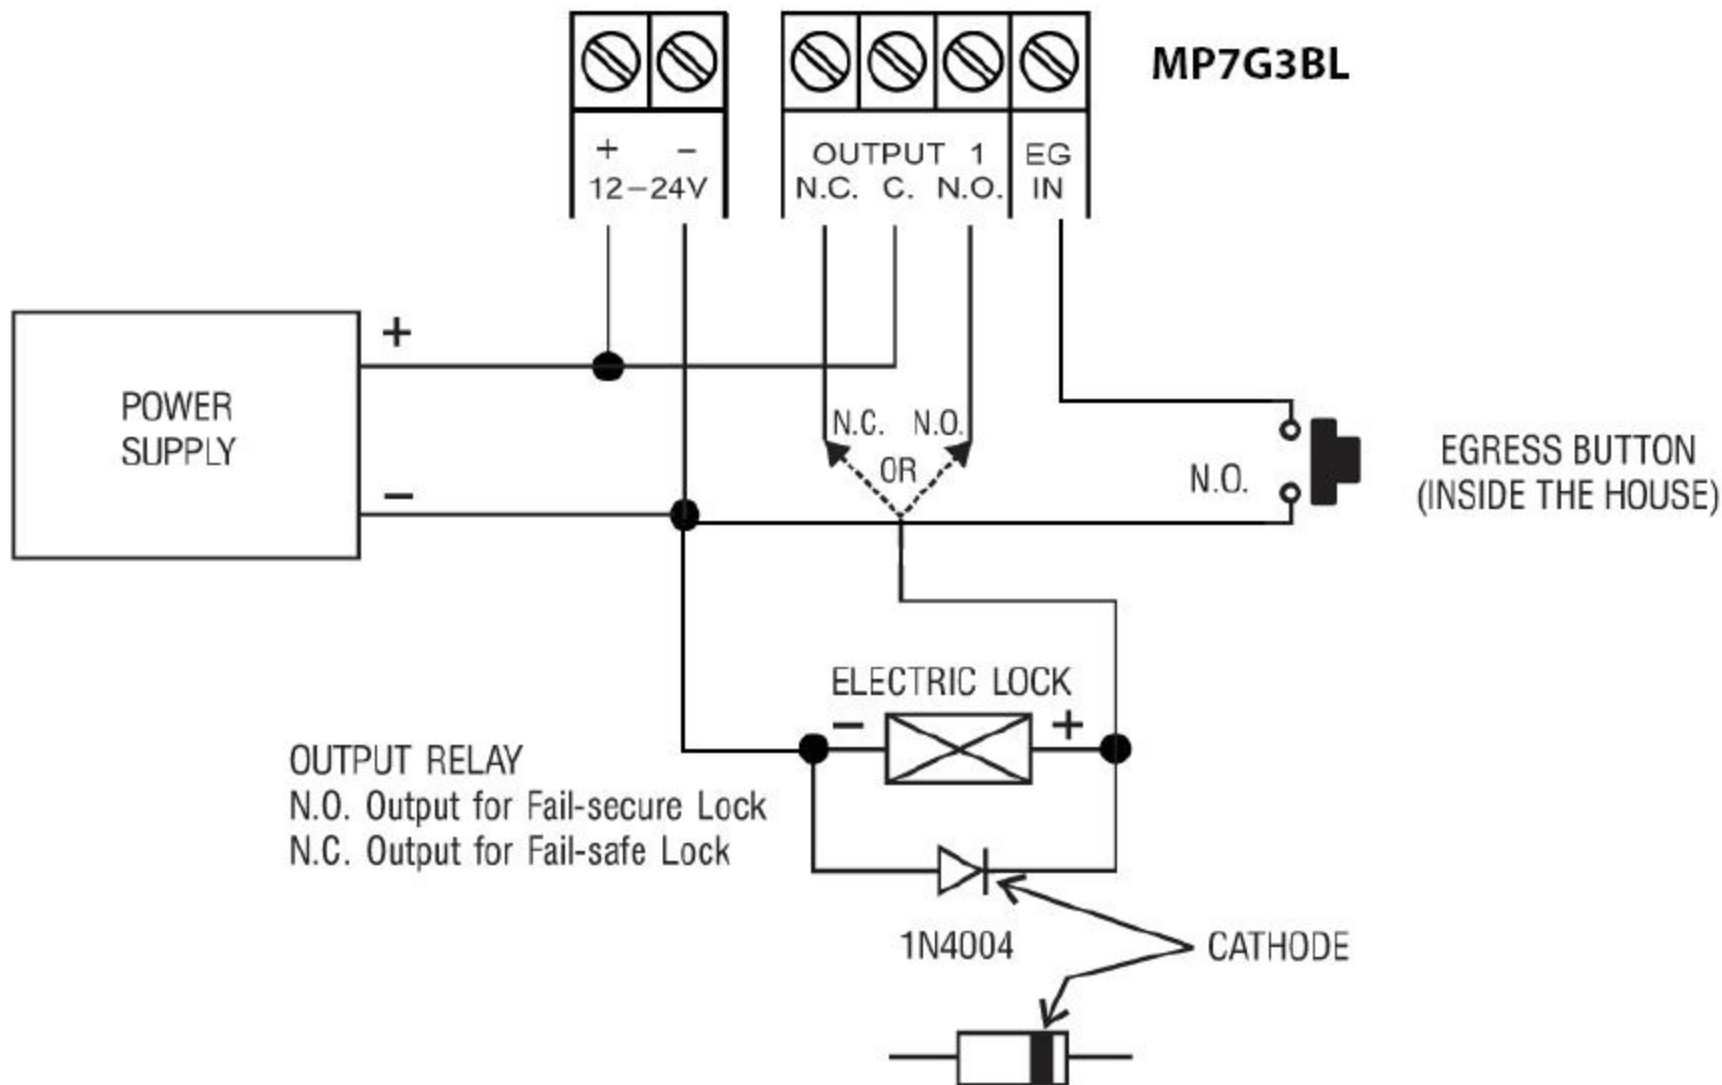 MP7G3BL
+ −
12−24V
OUTPUT 1
N.C. C. N.O.
EG
IN
+
POWER
SUPPLY
−
N.C. N.O.
OR
N.O.
EGRESS BUTTON
(INSIDE THE HOUSE)
ELECTRIC LOCK
− +
OUTPUT RELAY
N.O. Output for Fail-secure Lock
N.C. Output for Fail-safe Lock
1N4004
CATHODE